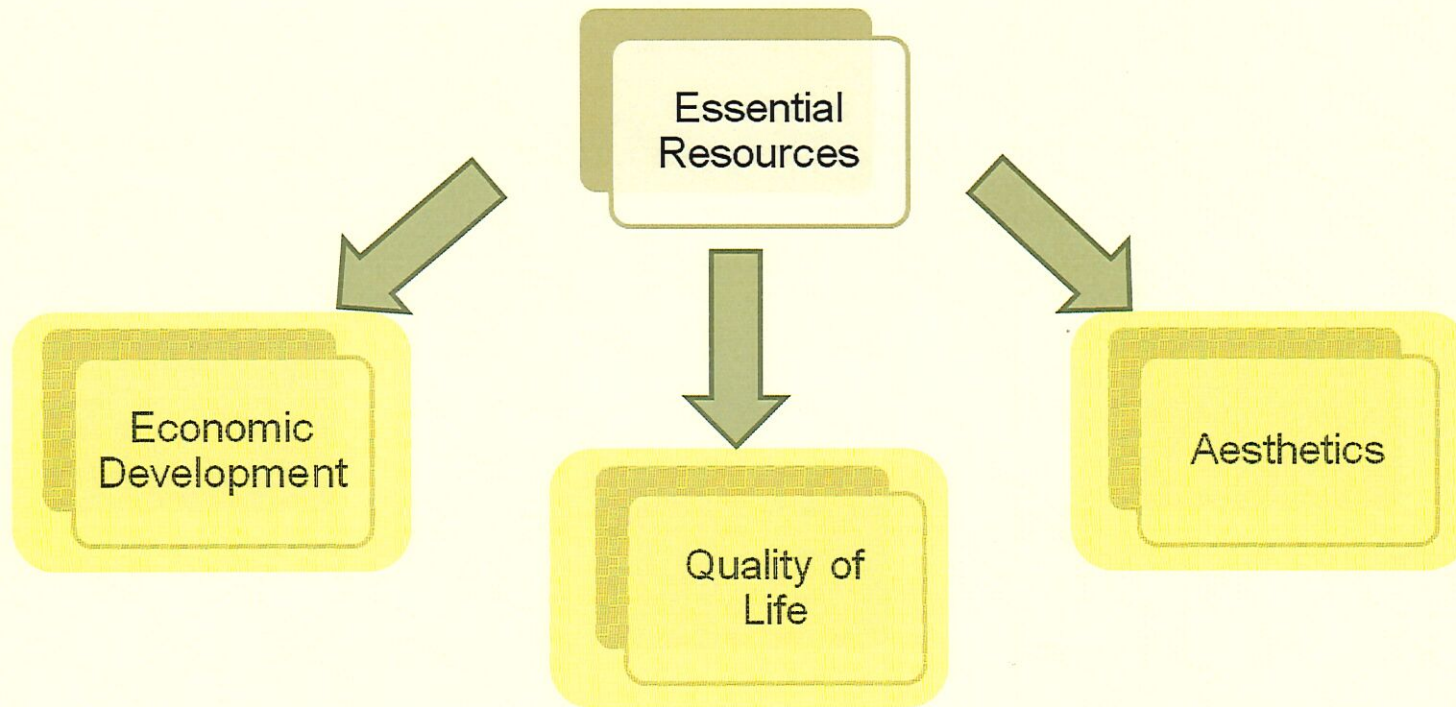 Essential
Resources
Economic
Development
Aesthetics
Quality of
Life